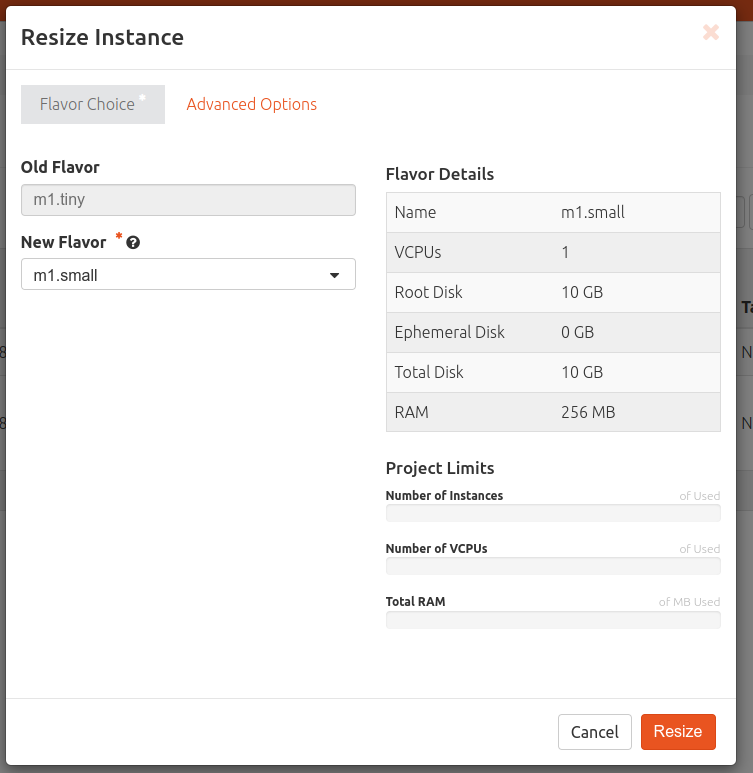 Resize Instance
Flavor Choice * Advanced Options
Old Flavor
m1.tiny
New Flavor *
m1.small
Flavor Details
Name m1.small
VCPUs 1
Root Disk 10 GB
Ephemeral Disk 0 GB
Total Disk 10 GB
RAM 256 MB
Project Limits
Number of Instances of Used
Number of VCPUs of Used
Total RAM of MB Used
Cancel Resize